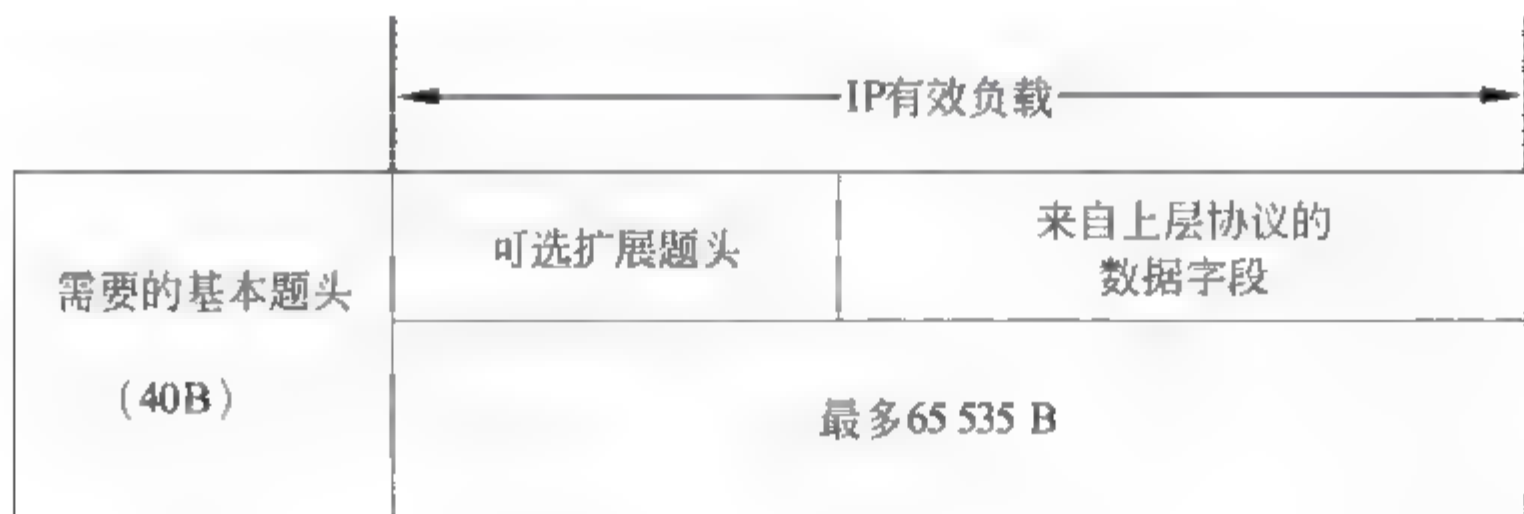 IP有效负载
需要的基本题头
(40B)
可选扩展题头
来自上层协议的
数据字段
最多65 535 B